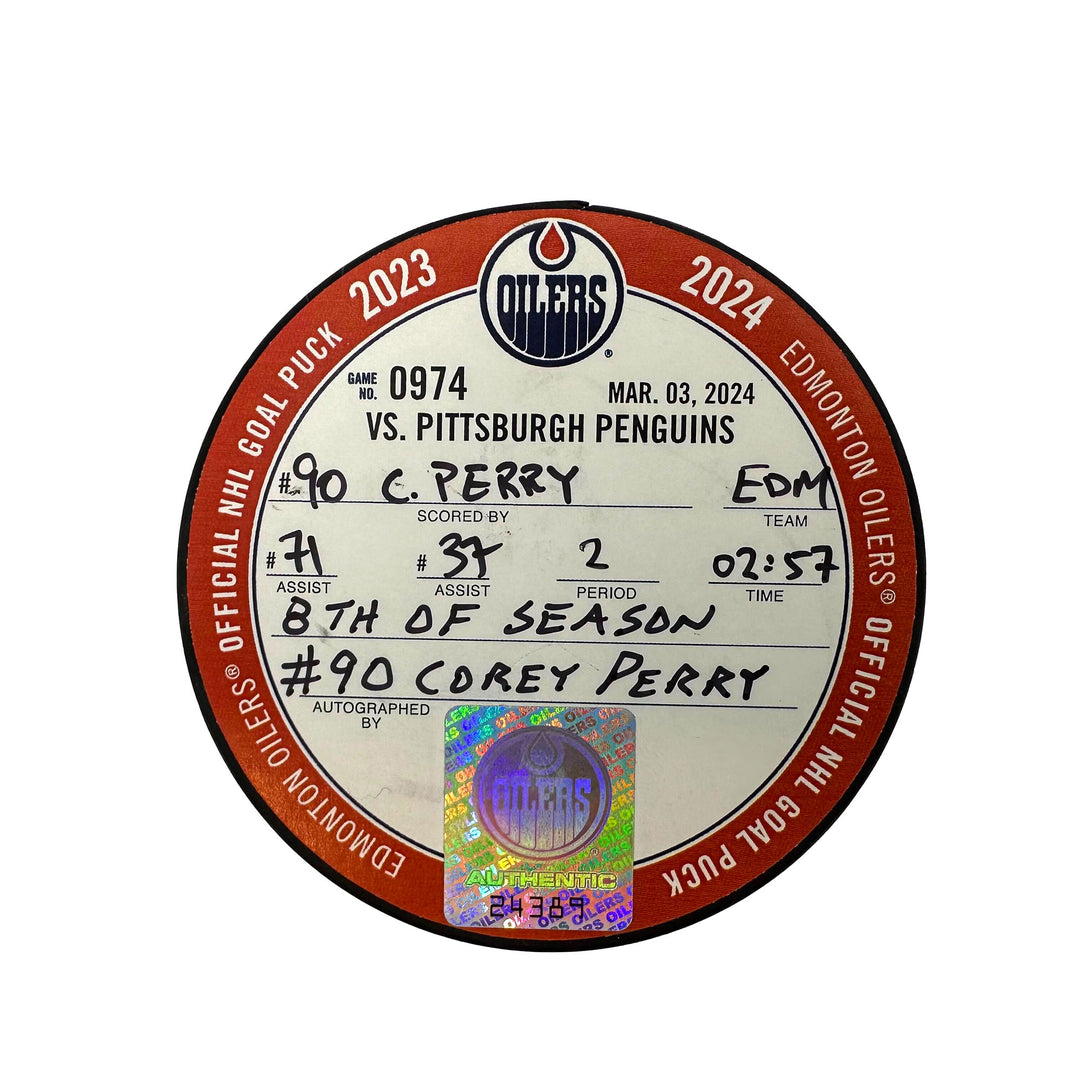 2023 2024
OILERS®
EDMONTON OILERS® OFFICIAL NHL GOAL PUCK
EDMONTON OILERS® OFFICIAL NHL GOAL PUCK
GAME NO. 0974 MAR. 03, 2024
VS. PITTSBURGH PENGUINS
#90 C. PERRY EDM
SCORED BY TEAM
#71 #37 2 02:57
ASSIST ASSIST PERIOD TIME
8TH OF SEASON
#90 COREY PERRY
AUTOGRAPHED BY
OILERS®
AUTHENTIC
24389